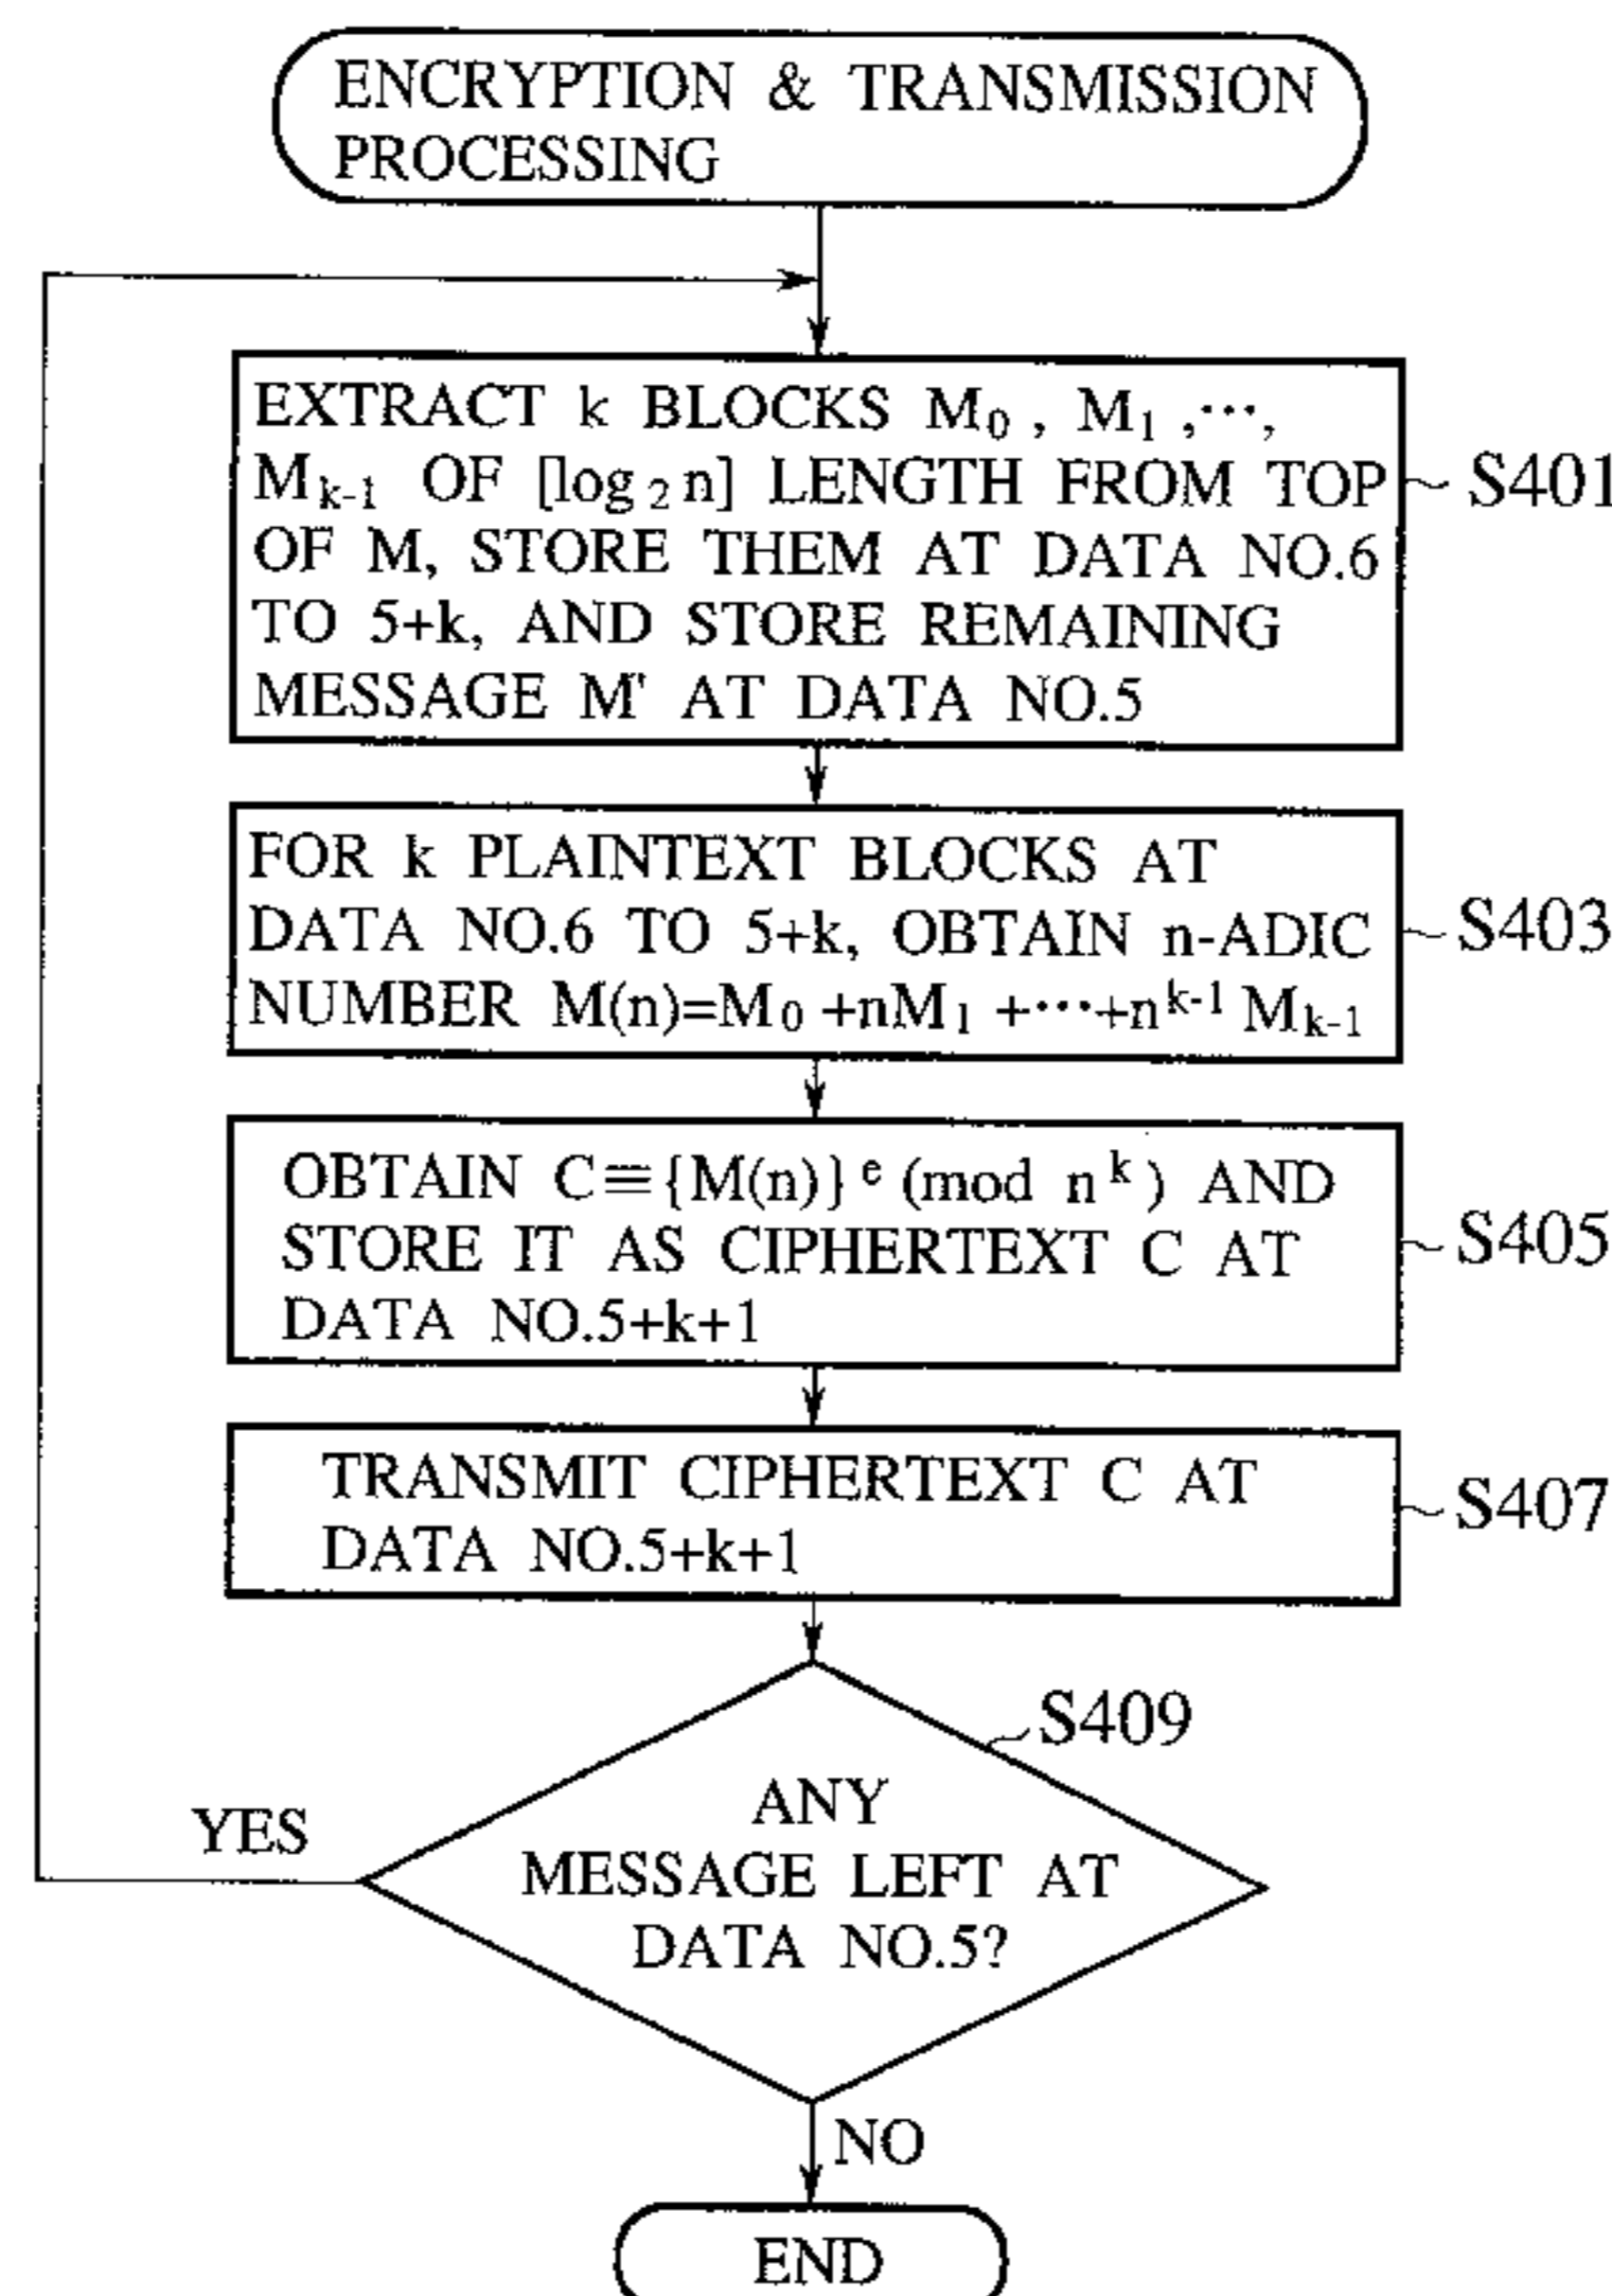 ENCRYPTION & TRANSMISSION
PROCESSING
EXTRACT k BLOCKS M₀ , M₁ ,⋯,
Mₖ₋₁ OF [log ₂ n] LENGTH FROM TOP
OF M, STORE THEM AT DATA NO.6
TO 5+k, AND STORE REMAINING
MESSAGE M' AT DATA NO.5
S401
FOR k PLAINTEXT BLOCKS AT
DATA NO.6 TO 5+k, OBTAIN n-ADIC
NUMBER M(n)=M₀ +nM₁ +⋯+nᵏ⁻¹ Mₖ₋₁
S403
OBTAIN C≡{M(n)}ᵉ (mod nᵏ) AND
STORE IT AS CIPHERTEXT C AT
DATA NO.5+k+1
S405
TRANSMIT CIPHERTEXT C AT
DATA NO.5+k+1
S407
S409
ANY
MESSAGE LEFT AT
DATA NO.5?
YES
NO
END